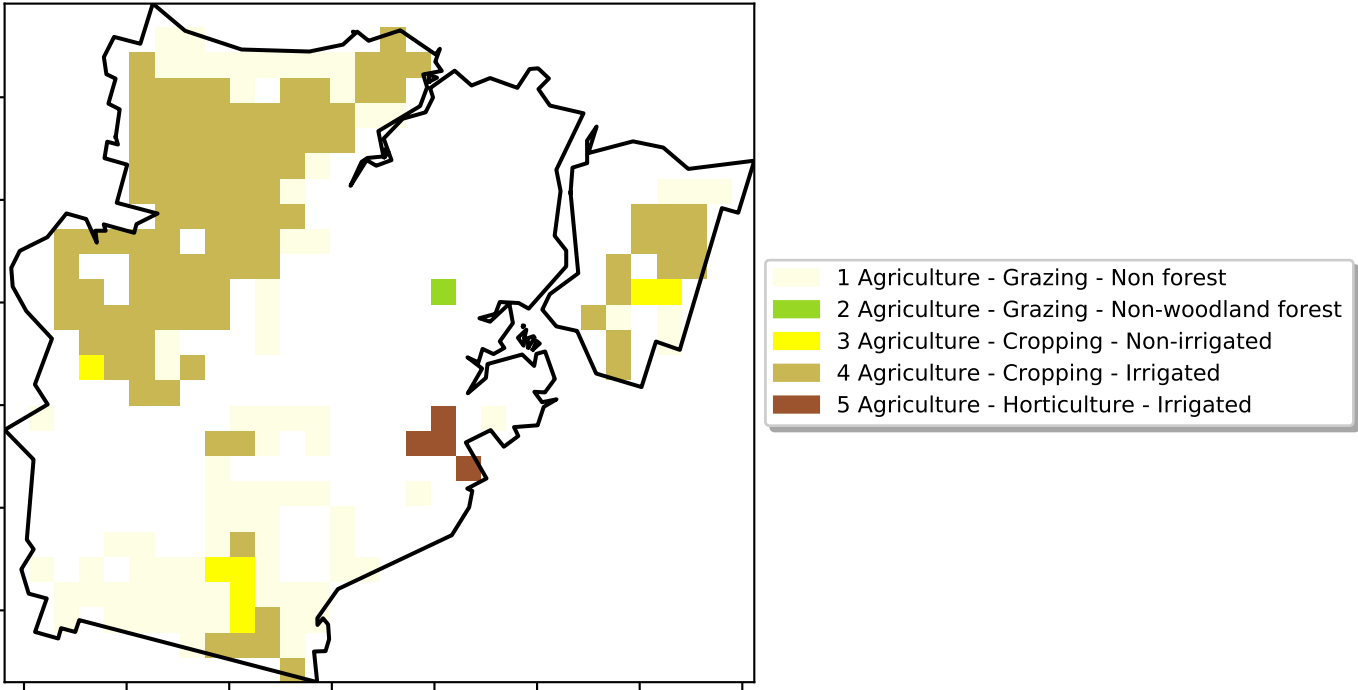 1 Agriculture - Grazing - Non forest
2 Agriculture - Grazing - Non-woodland forest
3 Agriculture - Cropping - Non-irrigated
4 Agriculture - Cropping - Irrigated
5 Agriculture - Horticulture - Irrigated